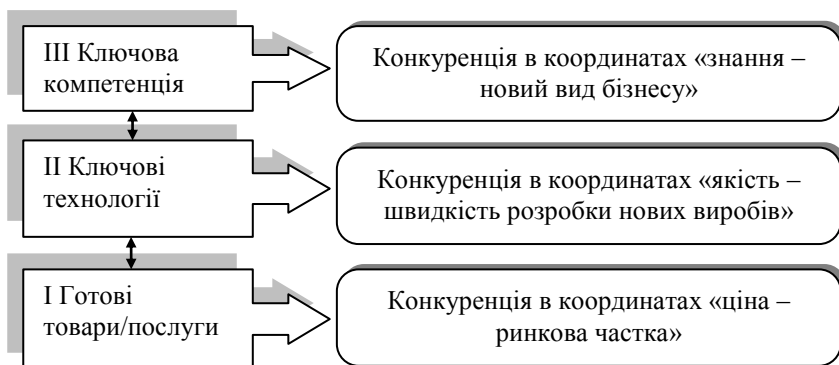 III Ключова
компетенція
Конкуренція в координатах «знання –
новий вид бізнесу»
II Ключові
технології
Конкуренція в координатах «якість –
швидкість розробки нових виробів»
I Готові
товари/послуги
Конкуренція в координатах «ціна –
ринкова частка»